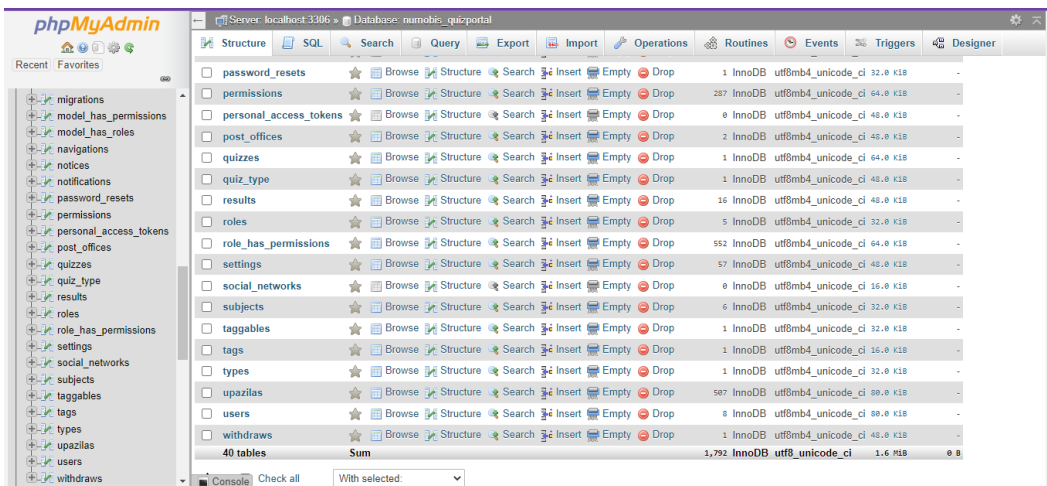 phpMyAdmin
Recent Favorites
migrations
model_has_permissions
model_has_roles
navigations
notices
notifications
password_resets
permissions
personal_access_tokens
post_offices
quizzes
quiz_type
results
roles
role_has_permissions
settings
social_networks
subjects
taggables
tags
types
upazilas
users
withdraws
Server: localhost:3306 » Database: numobis_quizportal
Structure SQL Search Query Export Import Operations Routines Events Triggers Designer
password_resets Browse Structure Search Insert Empty Drop 1 InnoDB utf8mb4_unicode_ci 32.0 KiB -
permissions Browse Structure Search Insert Empty Drop 287 InnoDB utf8mb4_unicode_ci 64.0 KiB -
personal_access_tokens Browse Structure Search Insert Empty Drop 0 InnoDB utf8mb4_unicode_ci 48.0 KiB -
post_offices Browse Structure Search Insert Empty Drop 2 InnoDB utf8mb4_unicode_ci 48.0 KiB -
quizzes Browse Structure Search Insert Empty Drop 1 InnoDB utf8mb4_unicode_ci 64.0 KiB -
quiz_type Browse Structure Search Insert Empty Drop 1 InnoDB utf8mb4_unicode_ci 48.0 KiB -
results Browse Structure Search Insert Empty Drop 16 InnoDB utf8mb4_unicode_ci 48.0 KiB -
roles Browse Structure Search Insert Empty Drop 5 InnoDB utf8mb4_unicode_ci 32.0 KiB -
role_has_permissions Browse Structure Search Insert Empty Drop 552 InnoDB utf8mb4_unicode_ci 64.0 KiB -
settings Browse Structure Search Insert Empty Drop 57 InnoDB utf8mb4_unicode_ci 48.0 KiB -
social_networks Browse Structure Search Insert Empty Drop 0 InnoDB utf8mb4_unicode_ci 16.0 KiB -
subjects Browse Structure Search Insert Empty Drop 6 InnoDB utf8mb4_unicode_ci 32.0 KiB -
taggables Browse Structure Search Insert Empty Drop 1 InnoDB utf8mb4_unicode_ci 32.0 KiB -
tags Browse Structure Search Insert Empty Drop 1 InnoDB utf8mb4_unicode_ci 16.0 KiB -
types Browse Structure Search Insert Empty Drop 1 InnoDB utf8mb4_unicode_ci 32.0 KiB -
upazilas Browse Structure Search Insert Empty Drop 507 InnoDB utf8mb4_unicode_ci 80.0 KiB -
users Browse Structure Search Insert Empty Drop 8 InnoDB utf8mb4_unicode_ci 80.0 KiB -
withdraws Browse Structure Search Insert Empty Drop 1 InnoDB utf8mb4_unicode_ci 48.0 KiB -
40 tables Sum 1,792 InnoDB utf8_unicode_ci 1.6 MiB 0 B
Console Check all With selected: